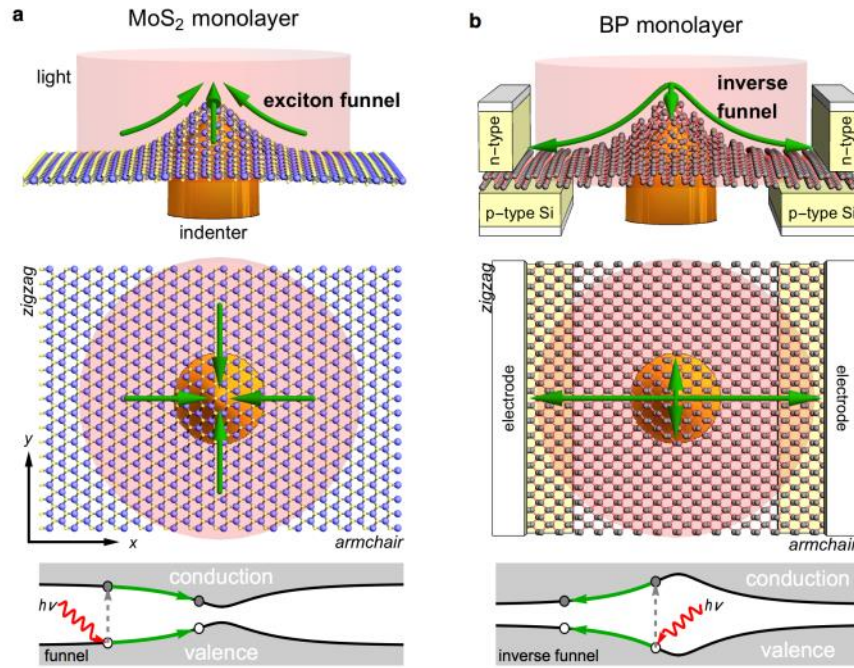 a
MoS2 monolayer
light
exciton funnel
indenter
zigzag
y
x
armchair
conduction
hν
funnel
valence
b
BP monolayer
inverse
funnel
n-type
n-type
p-type Si
p-type Si
zigzag
electrode
electrode
armchair
conduction
hν
inverse funnel
valence